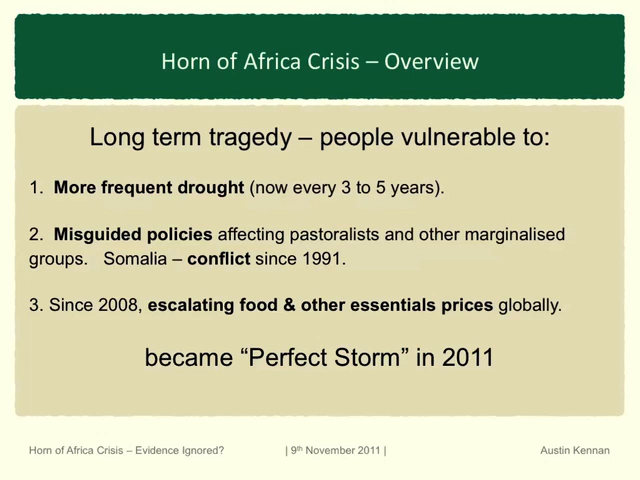 Horn of Africa Crisis – Overview
Long term tragedy – people vulnerable to:
1. More frequent drought (now every 3 to 5 years).
2. Misguided policies affecting pastoralists and other marginalised
groups. Somalia – conflict since 1991.
3. Since 2008, escalating food & other essentials prices globally.
became “Perfect Storm” in 2011
Horn of Africa Crisis – Evidence Ignored? | 9th November 2011 | Austin Kennan